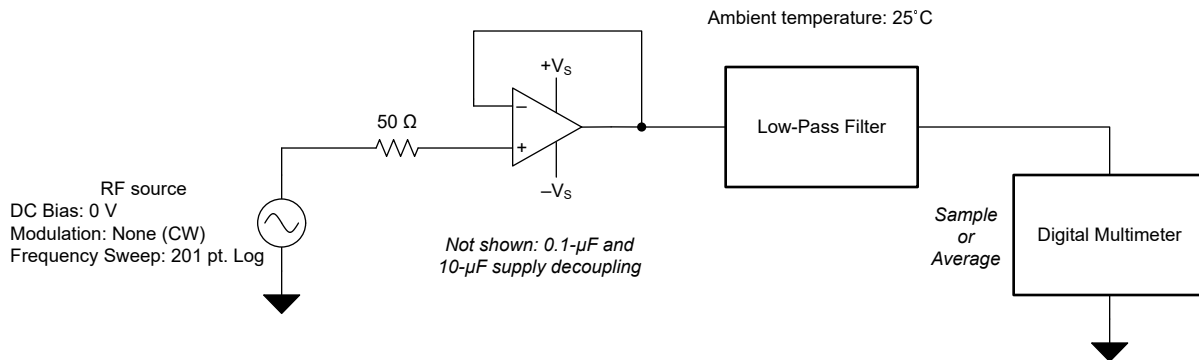 Ambient temperature: 25˚C
+VS
50 Ω
–
+
–VS
Low-Pass Filter
RF source
DC Bias: 0 V
Modulation: None (CW)
Frequency Sweep: 201 pt. Log
Not shown: 0.1-µF and
10-µF supply decoupling
Sample
or
Average
Digital Multimeter